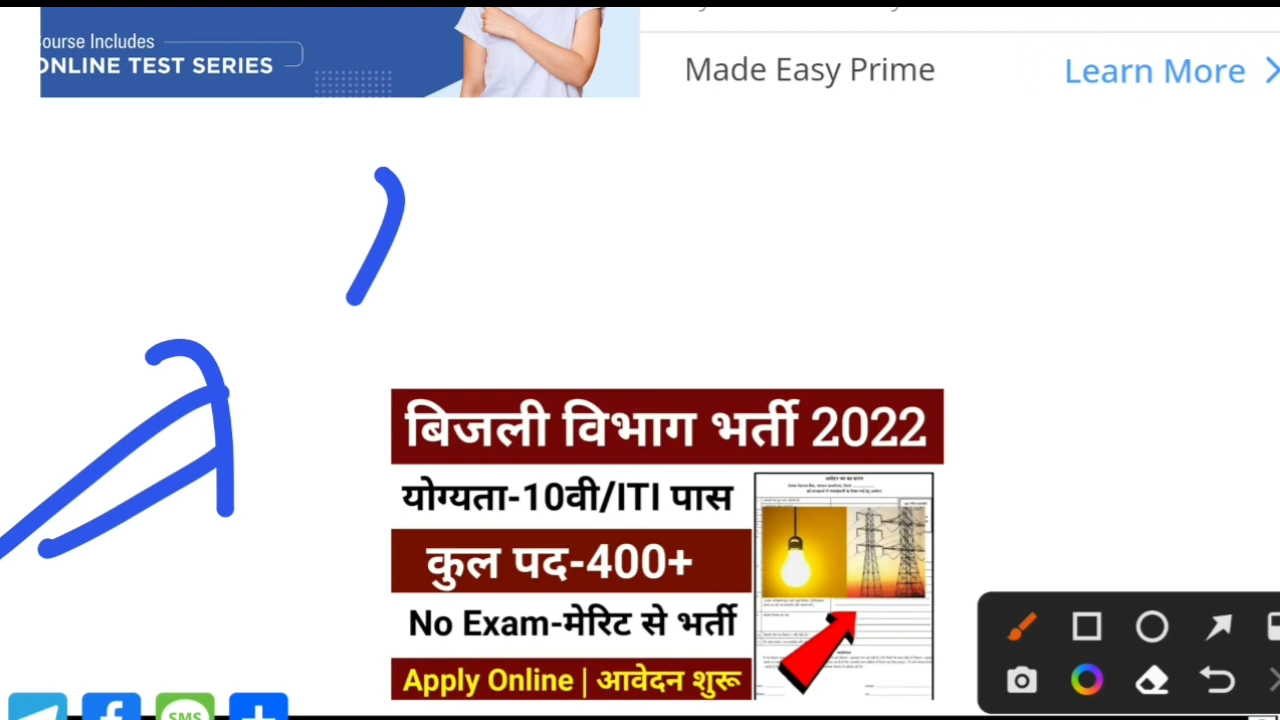 ourse Includes
ONLINE TEST SERIES
Made Easy Prime
Learn More
बिजली विभाग भर्ती 2022
योग्यता-10वी/ITI पास
कुल पद-400+
No Exam-मेरिट से भर्ती
Apply Online | आवेदन शुरू
SMS